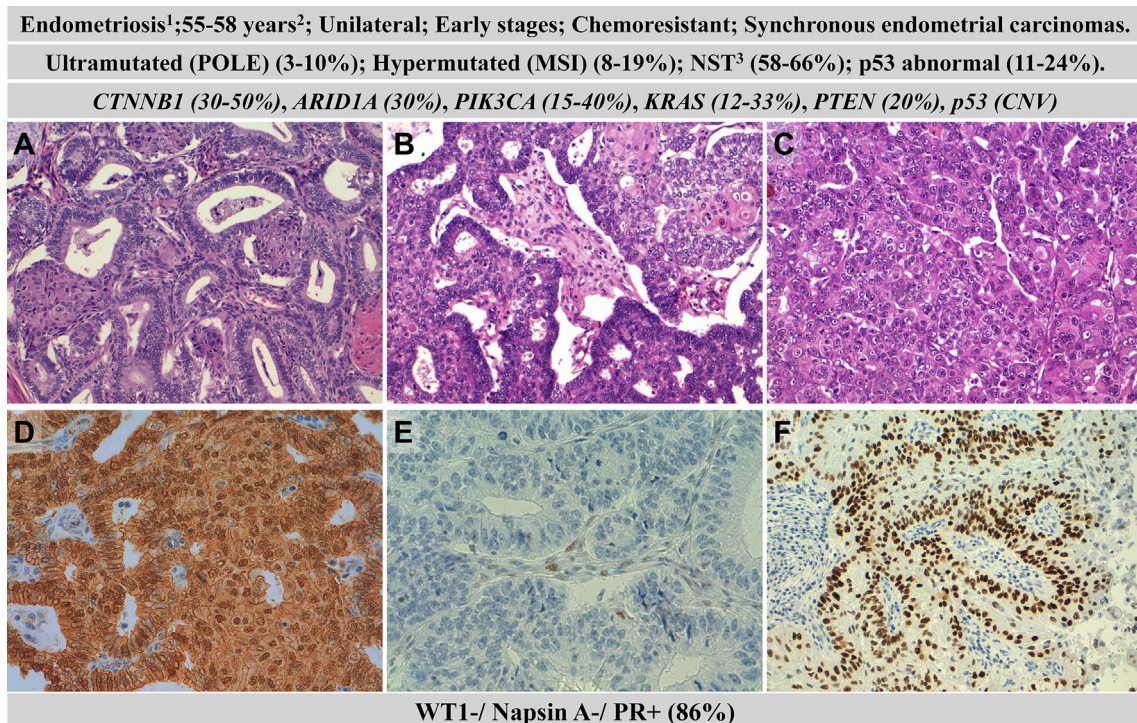 Endometriosis¹;55-58 years²; Unilateral; Early stages; Chemoresistant; Synchronous endometrial carcinomas.
Ultramutated (POLE) (3-10%); Hypermutated (MSI) (8-19%); NST³ (58-66%); p53 abnormal (11-24%).
CTNNB1 (30-50%), ARID1A (30%), PIK3CA (15-40%), KRAS (12-33%), PTEN (20%), p53 (CNV)
A
B
C
D
E
F
WT1-/ Napsin A-/ PR+ (86%)